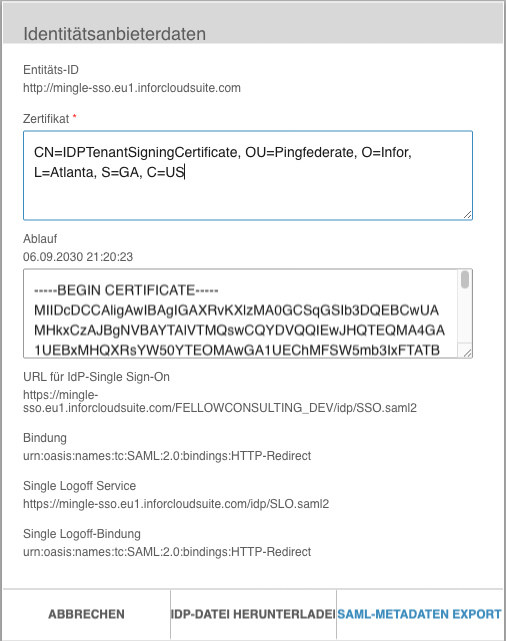 Identitätsanbieterdaten
Entitäts-ID
http://mingle-sso.eu1.inforcloudsuite.com
Zertifikat *
CN=IDPTenantSigningCertificate, OU=Pingfederate, O=Infor,
L=Atlanta, S=GA, C=US
Ablauf
06.09.2030 21:20:23
-----BEGIN CERTIFICATE-----
MIIDcDCCAligAwIBAgIGAXRvKXIzMA0GCSqGSIb3DQEBCwUA
MHkxCzAJBgNVBAYTAlVTMQswCQYDVQQIEwJHQTEQMA4GA
1UEBxMHQXRsYW50YTEOMAwGA1UEChMFSW5mb3IxFTATB
URL für IdP-Single Sign-On
https://mingle-
sso.eu1.inforcloudsuite.com/FELLOWCONSULTING_DEV/idp/SSO.saml2
Bindung
urn:oasis:names:tc:SAML:2.0:bindings:HTTP-Redirect
Single Logoff Service
https://mingle-sso.eu1.inforcloudsuite.com/idp/SLO.saml2
Single Logoff-Bindung
urn:oasis:names:tc:SAML:2.0:bindings:HTTP-Redirect
ABBRECHEN IDP-DATEI HERUNTERLADEI SAML-METADATEN EXPORT